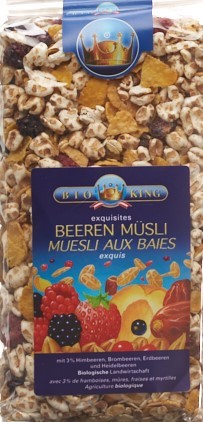 BIO KING
exquisites
BEEREN MÜSLI
MUESLI AUX BAIES
exquis
mit 3% Himbeeren, Brombeeren, Erdbeeren
und Heidelbeeren
Biologische Landwirtschaft
avec 3% de framboises, mûres, fraises et myrtilles
Agriculture biologique